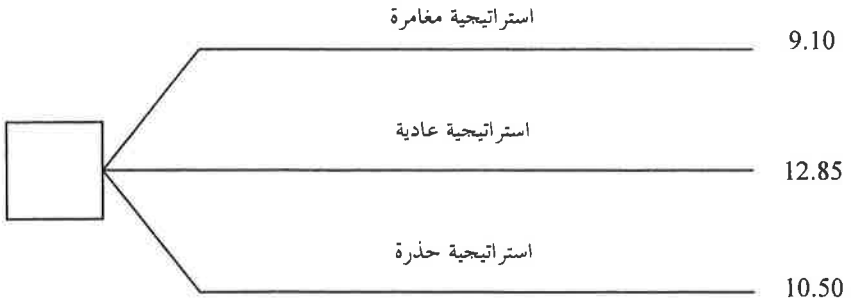 استراتيجية مغامرة
9.10
استراتيجية عادية
12.85
استراتيجية حذرة
10.50